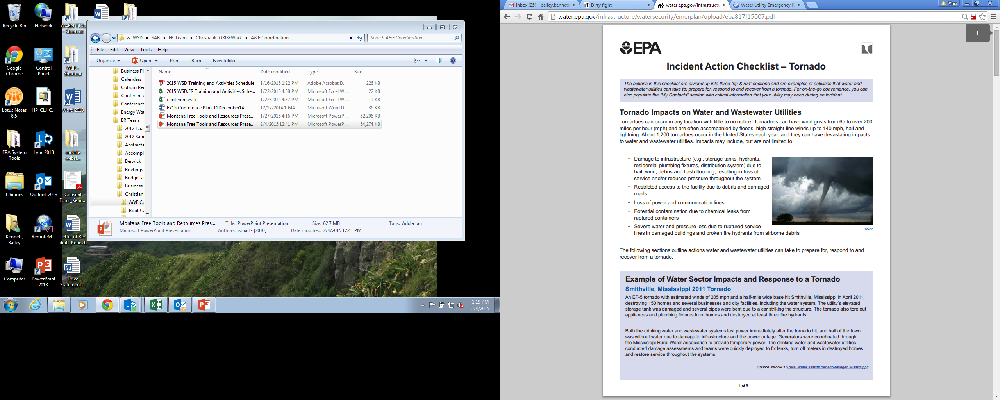 Recycle Bin
Network
WARN TTXs
- Shortcut
Google
Chrome
Control
Panel
WIIR -
Shortcut
Lotus Notes
8.5
HP_CLJ_C...
Word 2013
EPA System
Tools
Lync 2013
mobile
websi...
Libraries
Outlook 2013
Consent
Form_Kenn...
Kennett,
Bailey
RemoteM...
Letter of Rec
draft_Kennett
Computer
PowerPoint
2013
Duke
Statement ...
« WSD ▸ SAB ▸ ER Team ▸ ChristianK-ORISEWork ▸ A&E Coordination
Search A&E Coordination
File Edit View Tools Help
Organize Open Print Burn New folder
Business Pl
Calendars
Coburn Rec
Conference
Conference
Energy Wat
ER Team
2012 Isaa
2012 Sand
Abstracts
Accompl
Berwick
Briefings
Budget a
Business
Christianl
A&E Co
Boot Ca
Name Date modified Type Size
2015 WSD Training and Activities Schedule 1/16/2015 1:22 PM Adobe Acrobat D... 226 KB
2015 WSD.ER Training and Activities Sche... 1/22/2015 4:38 PM Microsoft Excel W... 22 KB
conferences15 1/22/2015 4:37 PM Microsoft Excel W... 11 KB
FY15 Conference Plan_11December14 12/17/2014 10:44 ... Microsoft Word D... 36 KB
Montana Free Tools and Resources Prese... 1/27/2015 4:16 PM Microsoft PowerP... 62,206 KB
Montana Free Tools and Resources Prese... 2/4/2015 12:41 PM Microsoft PowerP... 64,274 KB
Montana Free Tools and Resources Pres... Title: PowerPoint Presentation Size: 62.7 MB Tags: Add a tag
Microsoft PowerPoint Presentation Authors: ismail - [2010] Date modified: 2/4/2015 12:41 PM
1:19 PM
2/4/2015
Inbox (25) - bailey.kennett
Dirty fight
water.epa.gov/infrastructu
Water Utility Emergency R
You
water.epa.gov/infrastructure/watersecurity/emerplan/upload/epa817f15007.pdf
1
EPA
Incident Action Checklist – Tornado
The actions in this checklist are divided up into three “rip & run” sections and are examples of activities that water and
wastewater utilities can take to: prepare for, respond to and recover from a tornado. For on-the-go convenience, you can
also populate the “My Contacts” section with critical information that your utility may need during an incident.
Tornado Impacts on Water and Wastewater Utilities
Tornadoes can occur in any location with little to no notice. Tornadoes can have wind gusts from 65 to over 200
miles per hour (mph) and are often accompanied by floods, high straight-line winds up to 140 mph, hail and
lightning. About 1,200 tornadoes occur in the United States each year, and they can have devastating impacts
to water and wastewater utilities. Impacts may include, but are not limited to:
• Damage to infrastructure (e.g., storage tanks, hydrants,
residential plumbing fixtures, distribution system) due to
hail, wind, debris and flash flooding, resulting in loss of
service and/or reduced pressure throughout the system
• Restricted access to the facility due to debris and damaged
roads
• Loss of power and communication lines
• Potential contamination due to chemical leaks from
ruptured containers
• Severe water and pressure loss due to ruptured service
lines in damaged buildings and broken fire hydrants from airborne debris
NOAA
The following sections outline actions water and wastewater utilities can take to prepare for, respond to and
recover from a tornado.
Example of Water Sector Impacts and Response to a Tornado
Smithville, Mississippi 2011 Tornado
An EF-5 tornado with estimated winds of 205 mph and a half-mile wide base hit Smithville, Mississippi in April 2011,
destroying 150 homes and several businesses and city facilities, including the water system. The utility's elevated
storage tank was damaged and several pipes were bent due to a car striking the structure. The tornado also tore out
appliances and plumbing fixtures from homes and destroyed at least three fire hydrants.
Both the drinking water and wastewater systems lost power immediately after the tornado hit, and half of the town
was without water due to damage to infrastructure and the power outage. Generators were coordinated through
the Mississippi Rural Water Association to provide temporary power. The drinking water and wastewater utilities
conducted damage assessments and teams were quickly deployed to fix leaks, turn off meters in destroyed homes
and restore service throughout the systems.
Source: NRWA's “Rural Water assists tornado-ravaged Mississippi”
1 of 8